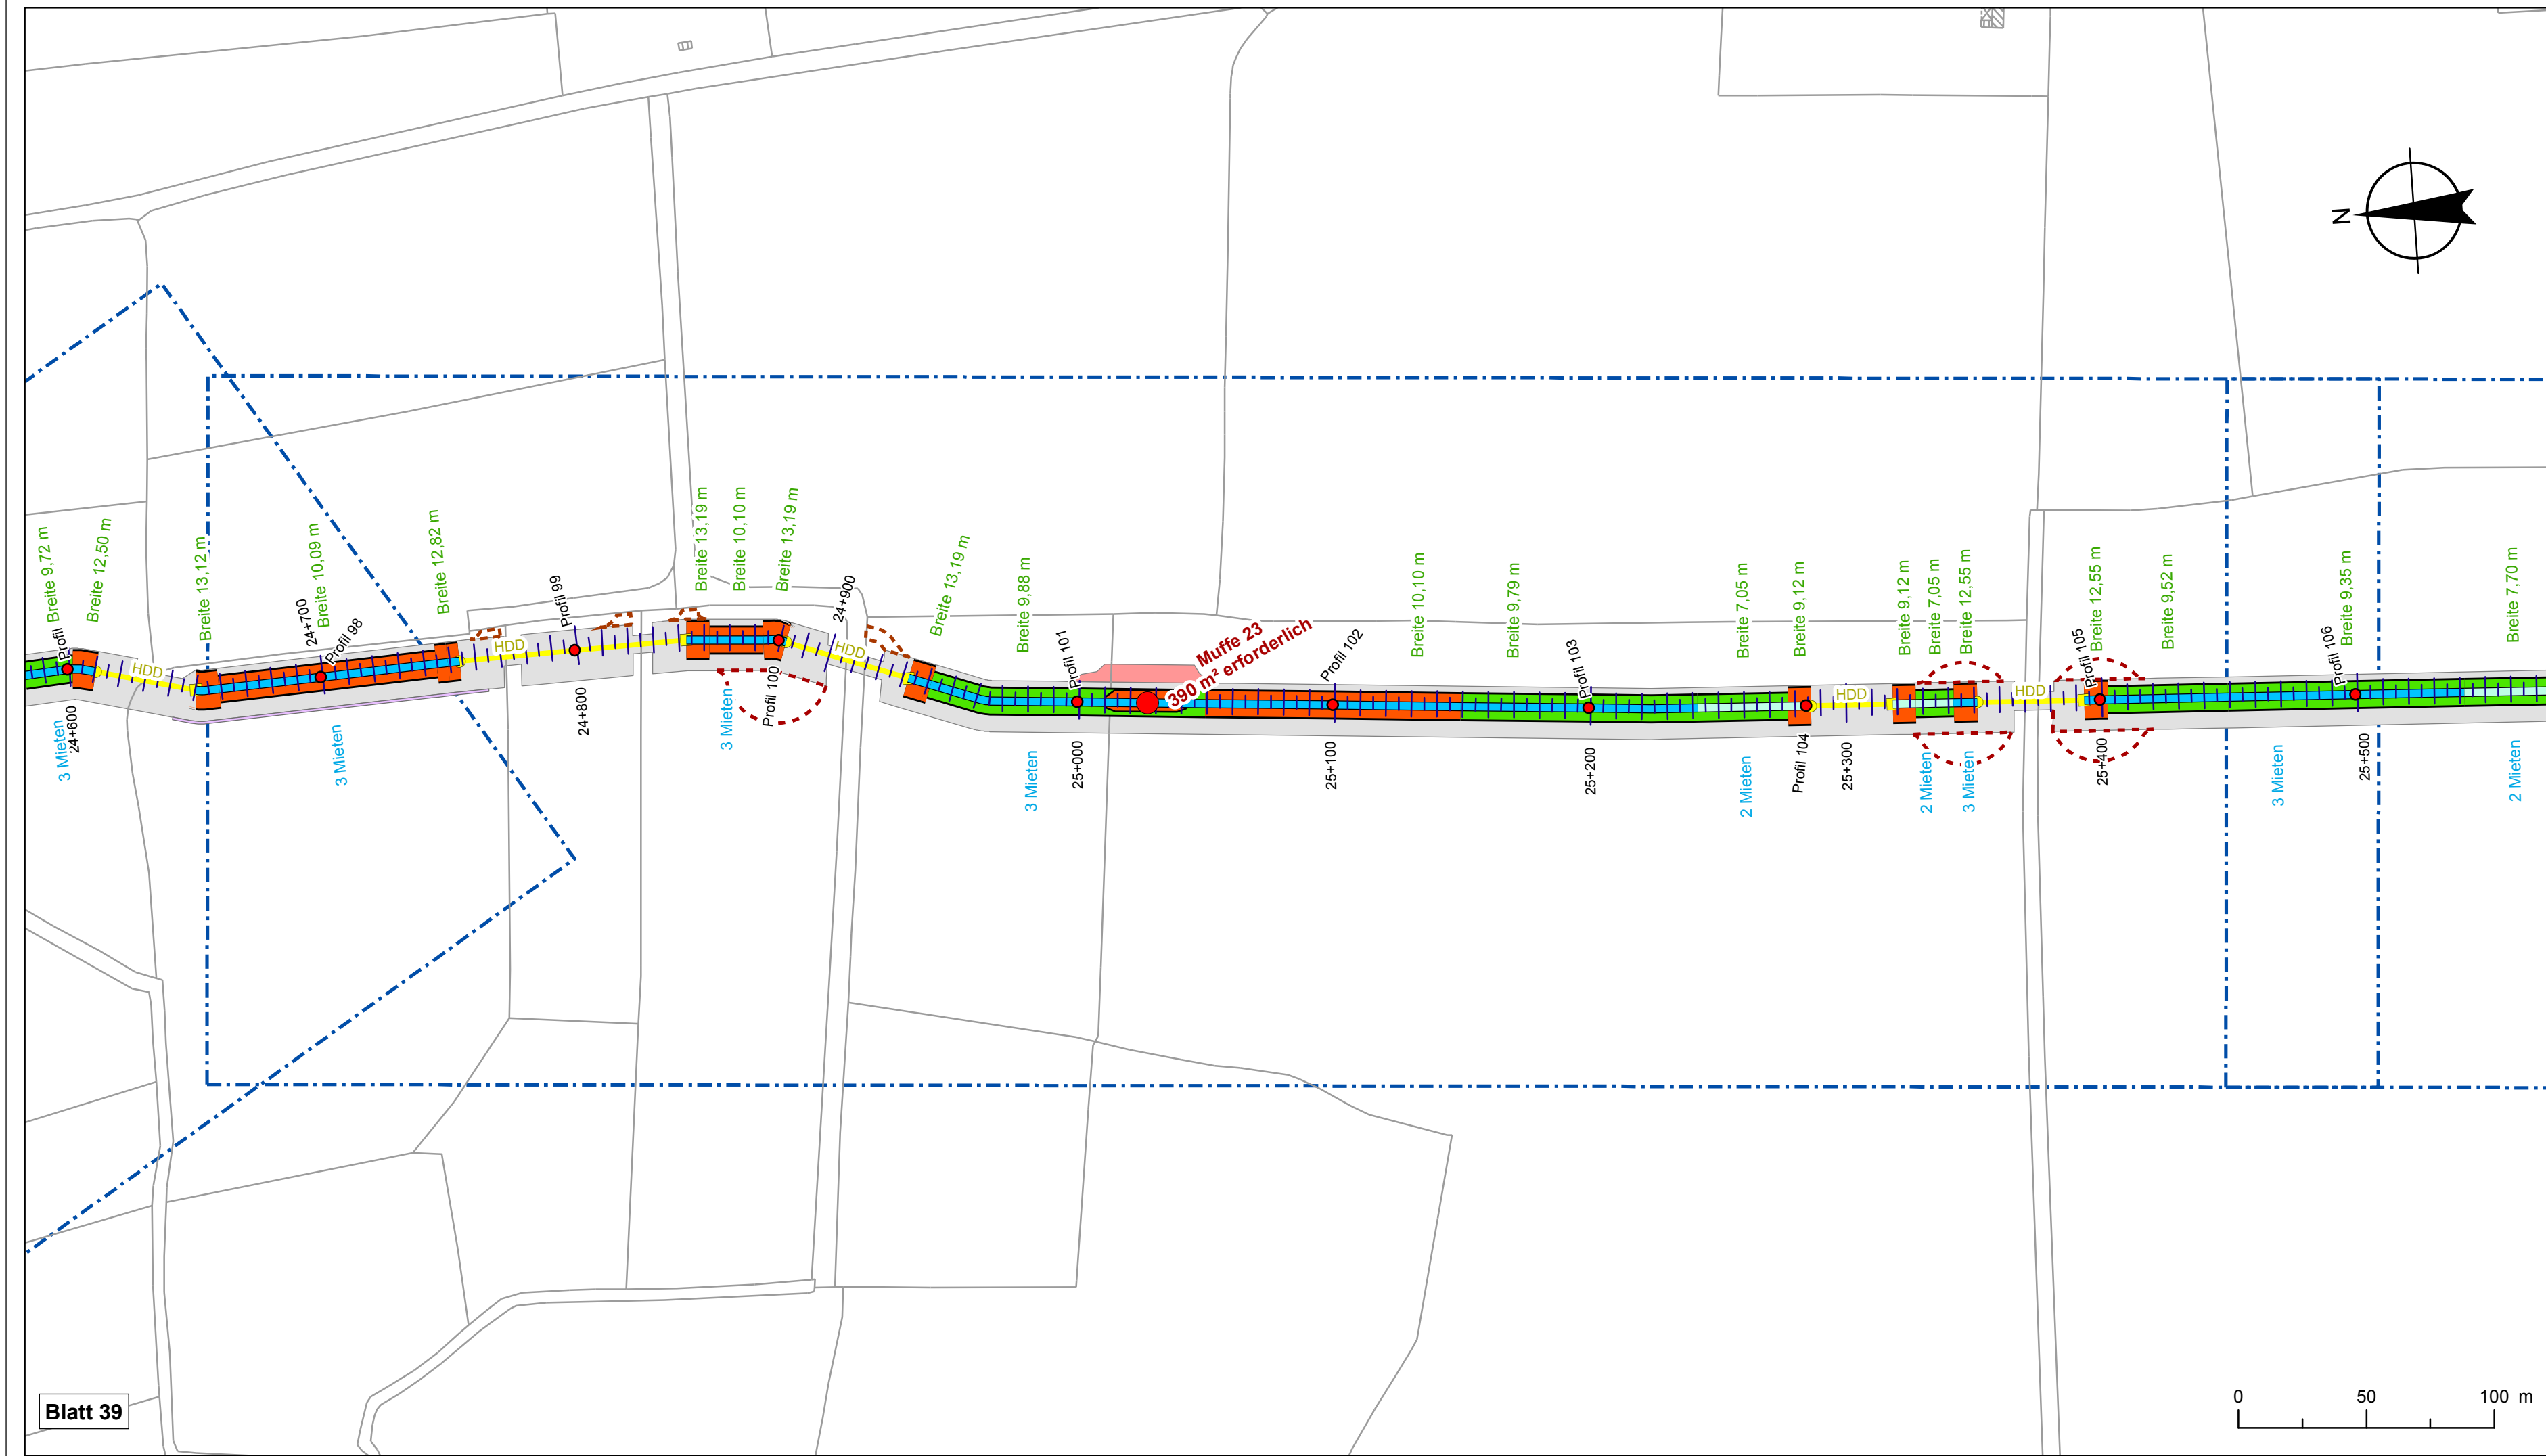 N
Breite 9,72 m
Breite 12,50 m
Breite 13,12 m
Breite 10,09 m
Breite 12,82 m
Breite 13,19 m
Breite 10,10 m
Breite 13,19 m
Breite 13,19 m
Breite 9,88 m
Breite 10,10 m
Breite 9,79 m
Breite 7,05 m
Breite 9,12 m
Breite 9,12 m
Breite 7,05 m
Breite 12,55 m
Breite 12,55 m
Breite 9,52 m
Breite 9,35 m
Breite 7,70 m
Profil
24+700
Profil 98
Profil 99
24+900
Profil 101
Muffe 23
390 m² erforderlich
Profil 102
Profil 103
Profil 105
Profil 106
HDD
HDD
HDD
HDD
HDD
3 Mieten
24+600
3 Mieten
24+800
3 Mieten
Profil 100
3 Mieten
25+000
25+100
25+200
2 Mieten
Profil 104
25+300
2 Mieten
3 Mieten
25+400
3 Mieten
25+500
2 Mieten
Blatt 39
0 50 100 m